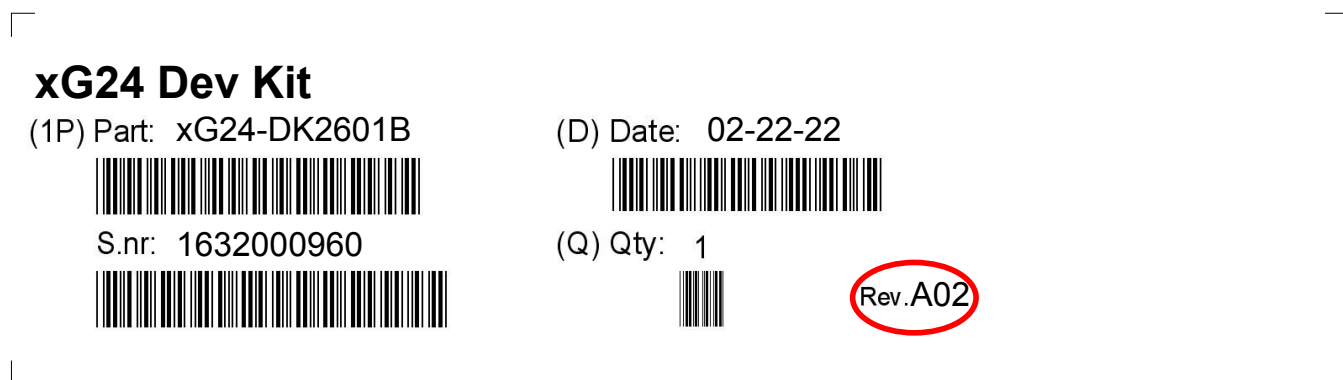 xG24 Dev Kit
(1P) Part: xG24-DK2601B
(D) Date: 02-22-22
S.nr: 1632000960
(Q) Qty: 1
Rev.A02